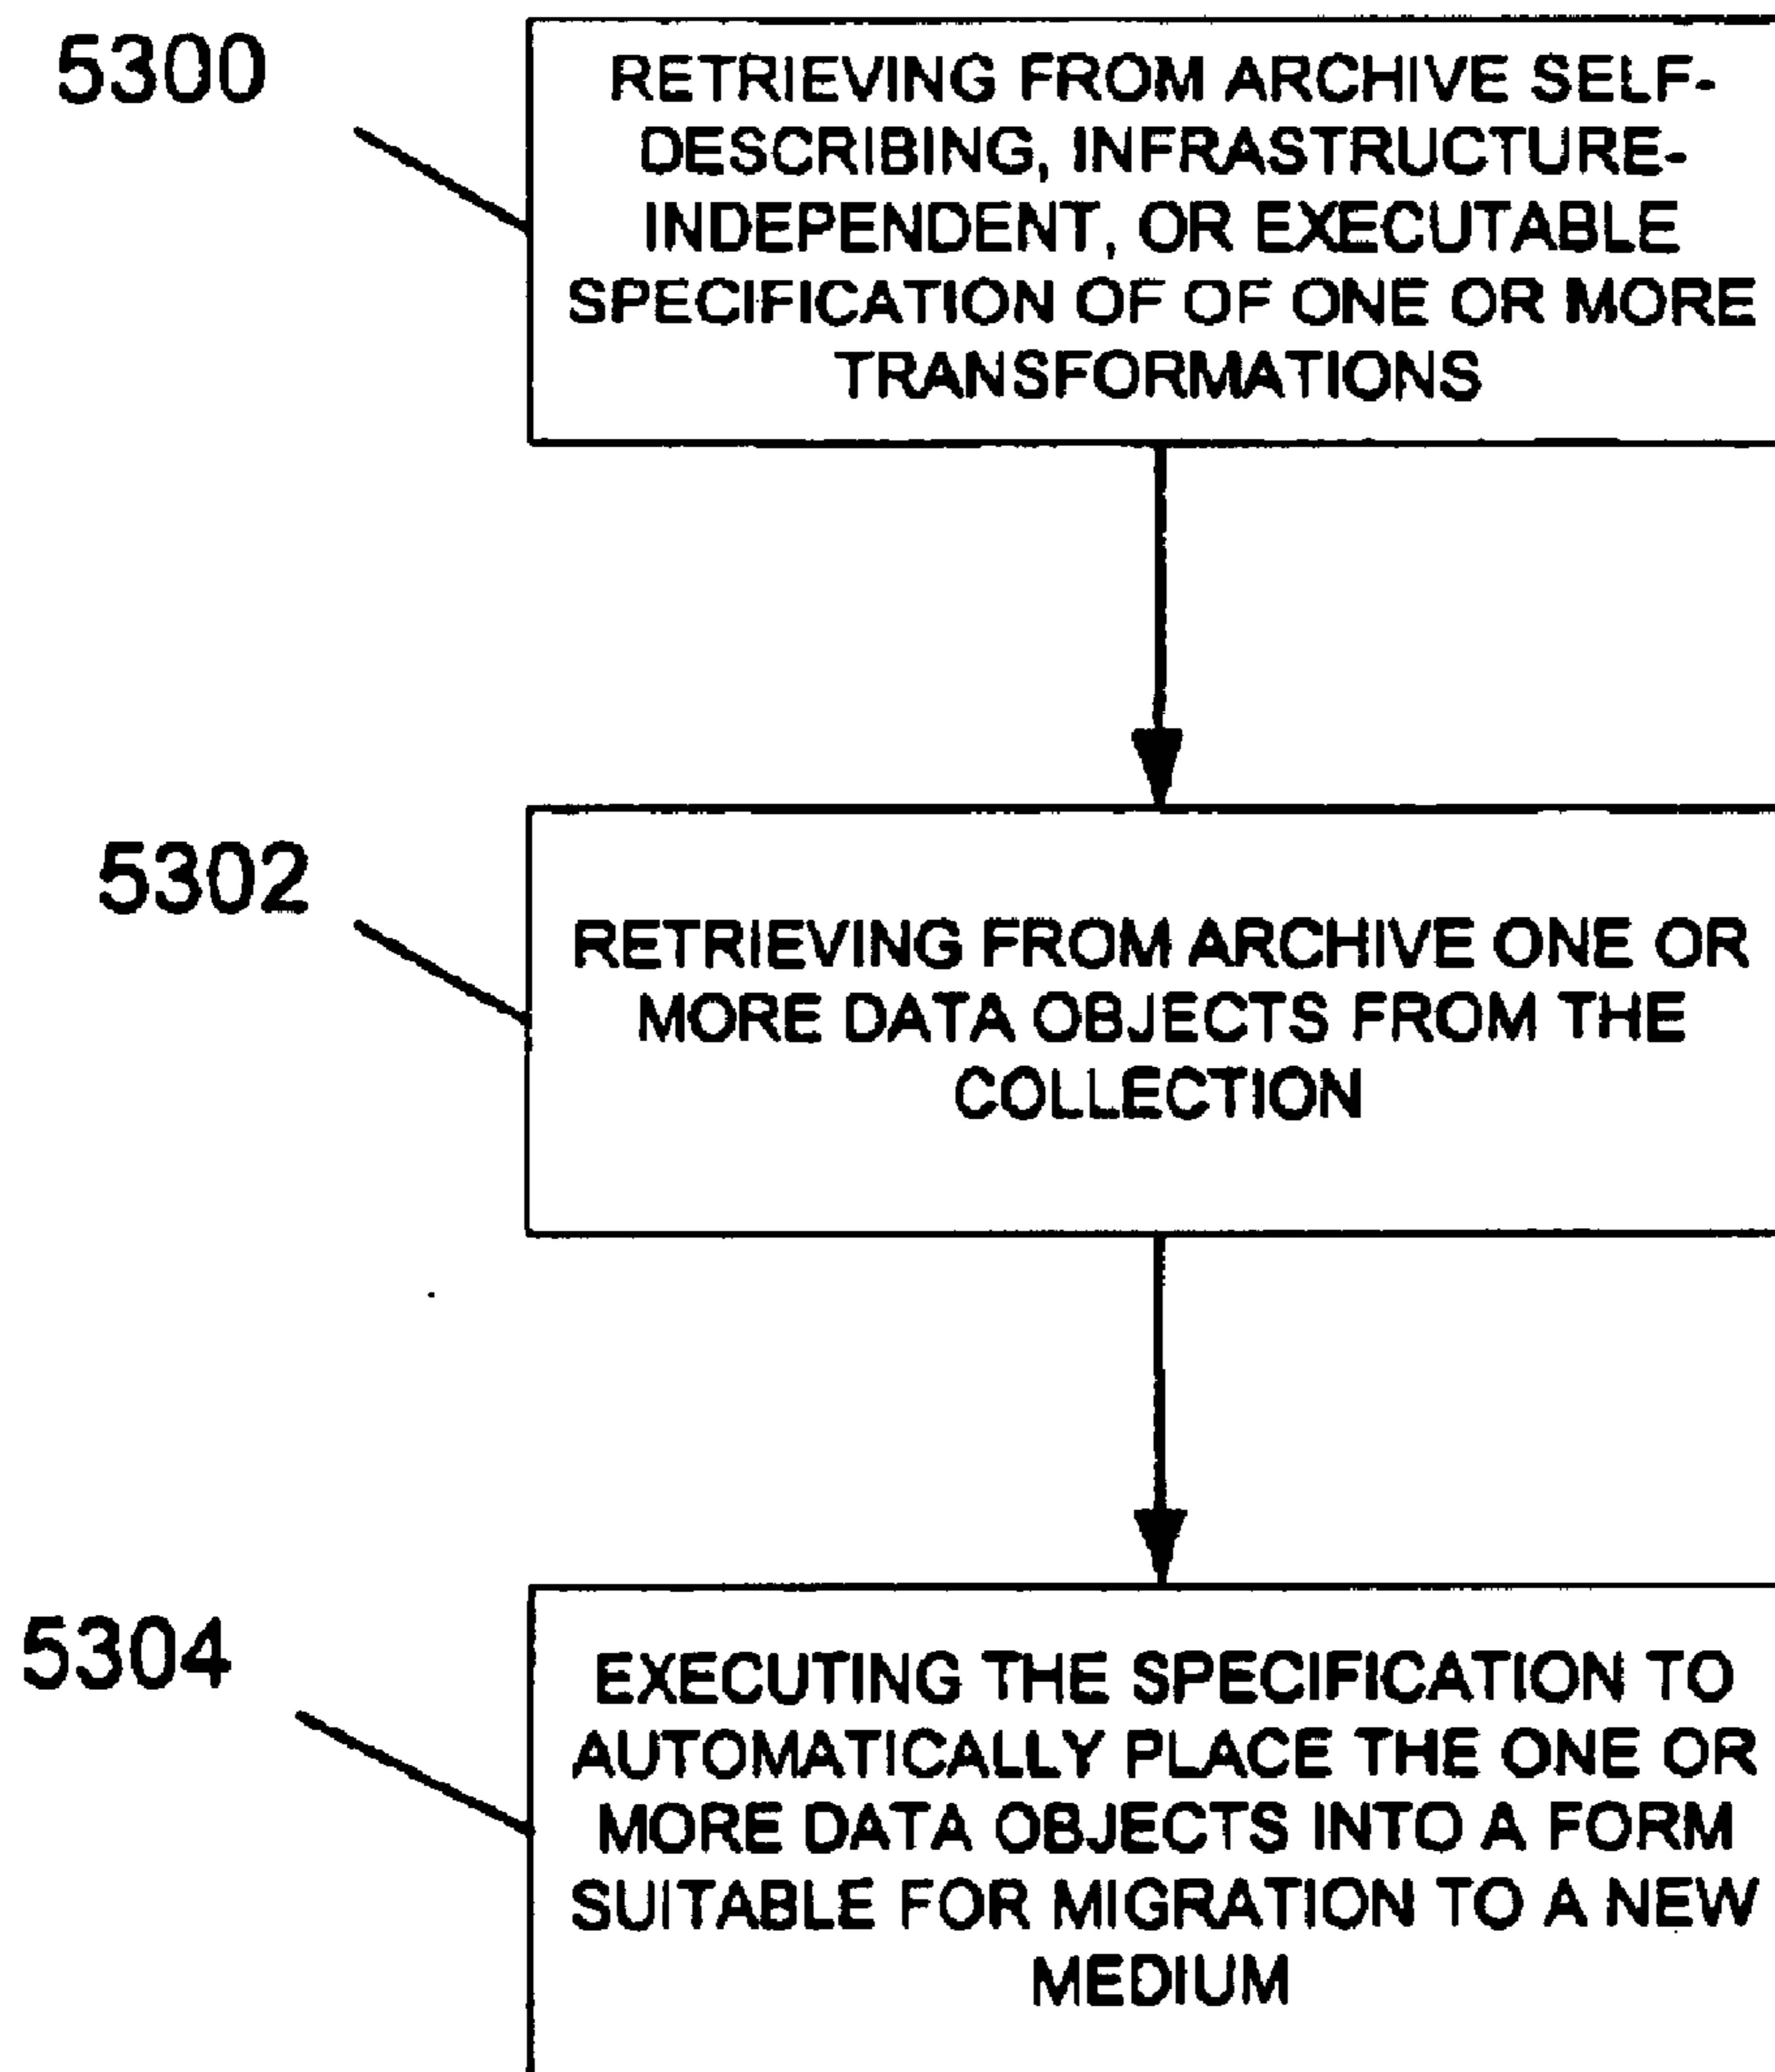 5300
RETRIEVING FROM ARCHIVE SELF-
DESCRIBING, INFRASTRUCTURE-
INDEPENDENT, OR EXECUTABLE
SPECIFICATION OF OF ONE OR MORE
TRANSFORMATIONS
5302
RETRIEVING FROM ARCHIVE ONE OR
MORE DATA OBJECTS FROM THE
COLLECTION
5304
EXECUTING THE SPECIFICATION TO
AUTOMATICALLY PLACE THE ONE OR
MORE DATA OBJECTS INTO A FORM
SUITABLE FOR MIGRATION TO A NEW
MEDIUM